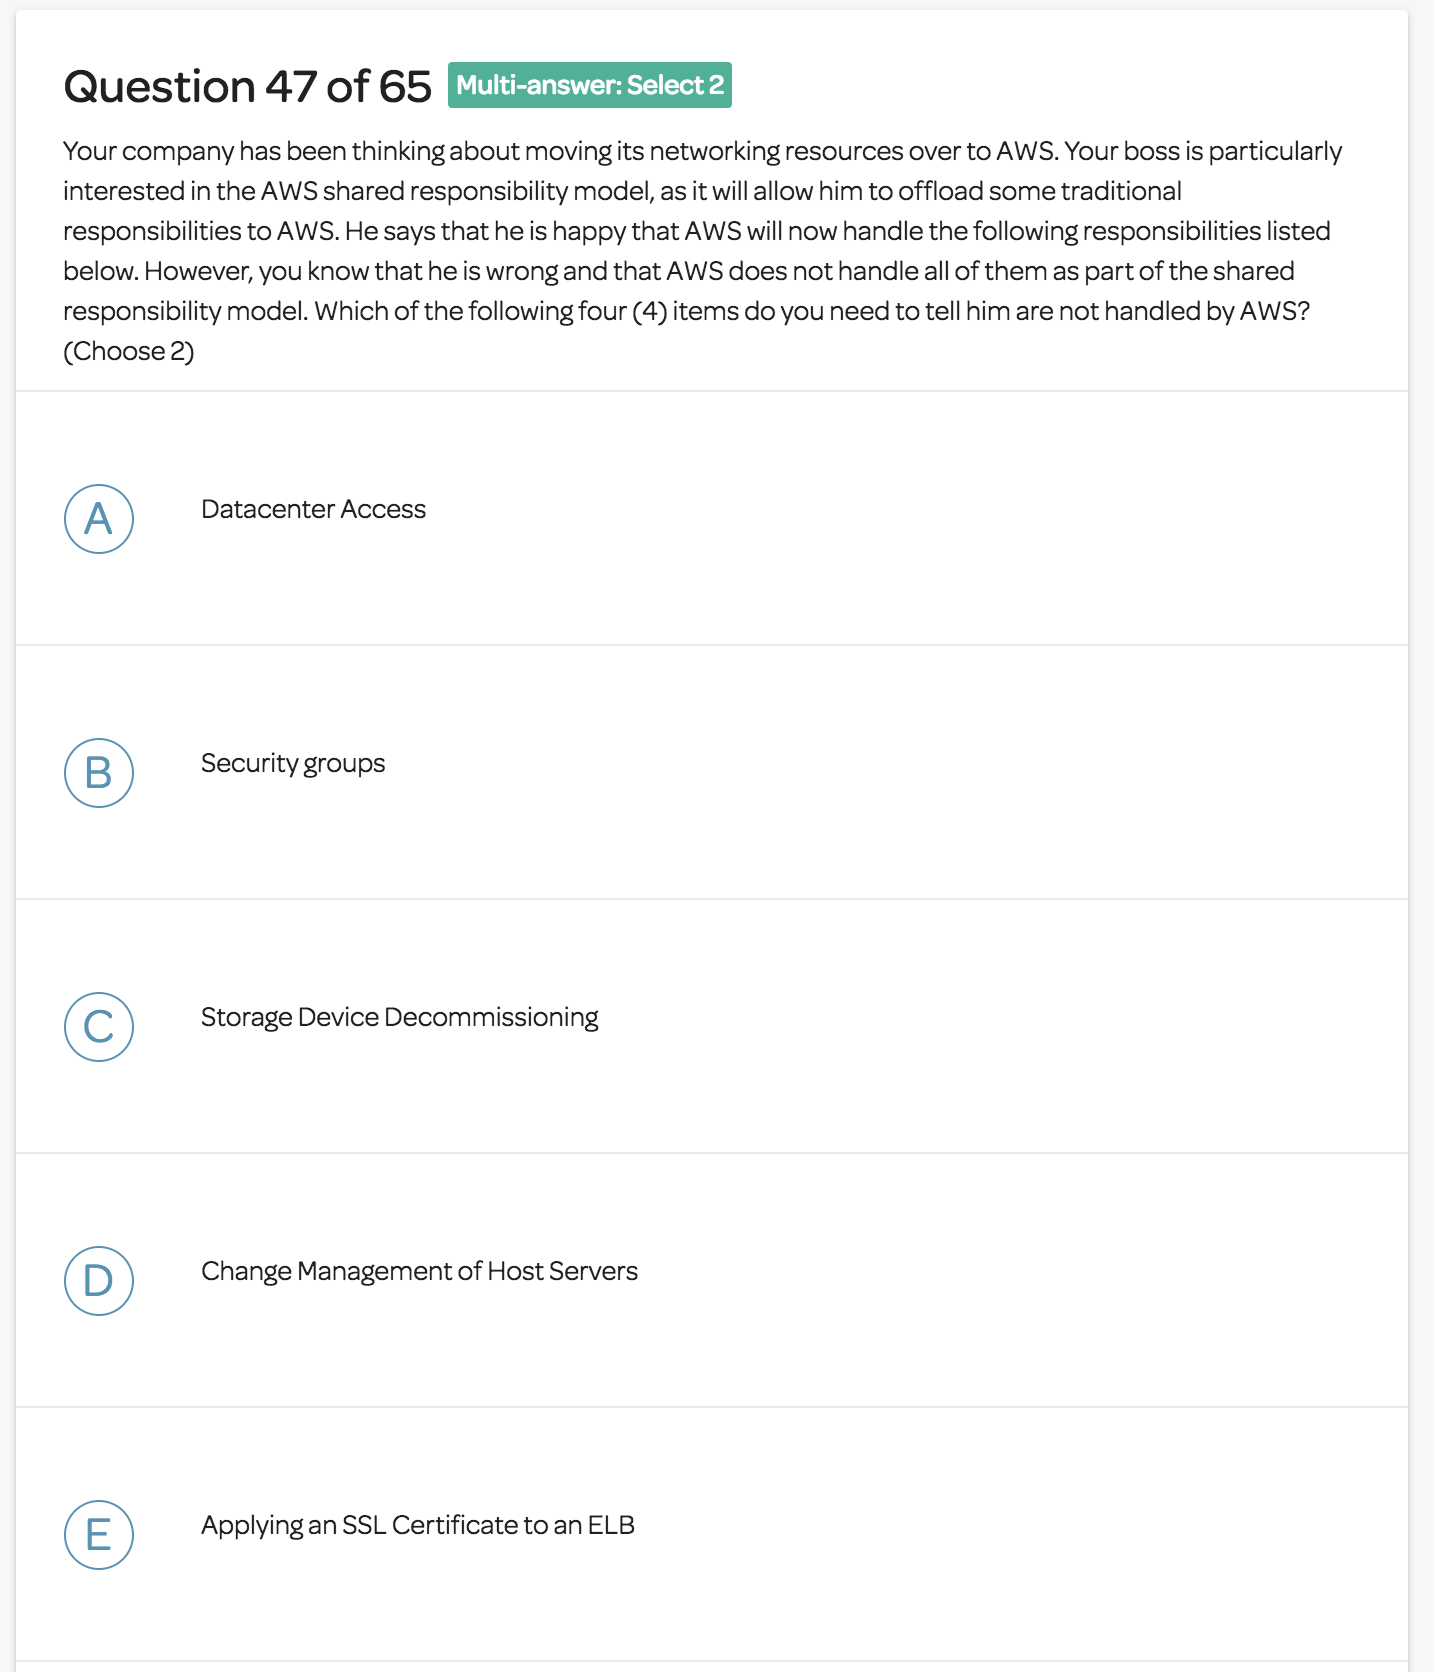 Question 47 of 65 Multi-answer: Select 2
Your company has been thinking about moving its networking resources over to AWS. Your boss is particularly
interested in the AWS shared responsibility model, as it will allow him to offload some traditional
responsibilities to AWS. He says that he is happy that AWS will now handle the following responsibilities listed
below. However, you know that he is wrong and that AWS does not handle all of them as part of the shared
responsibility model. Which of the following four (4) items do you need to tell him are not handled by AWS?
(Choose 2)
A Datacenter Access
B Security groups
C Storage Device Decommissioning
D Change Management of Host Servers
E Applying an SSL Certificate to an ELB